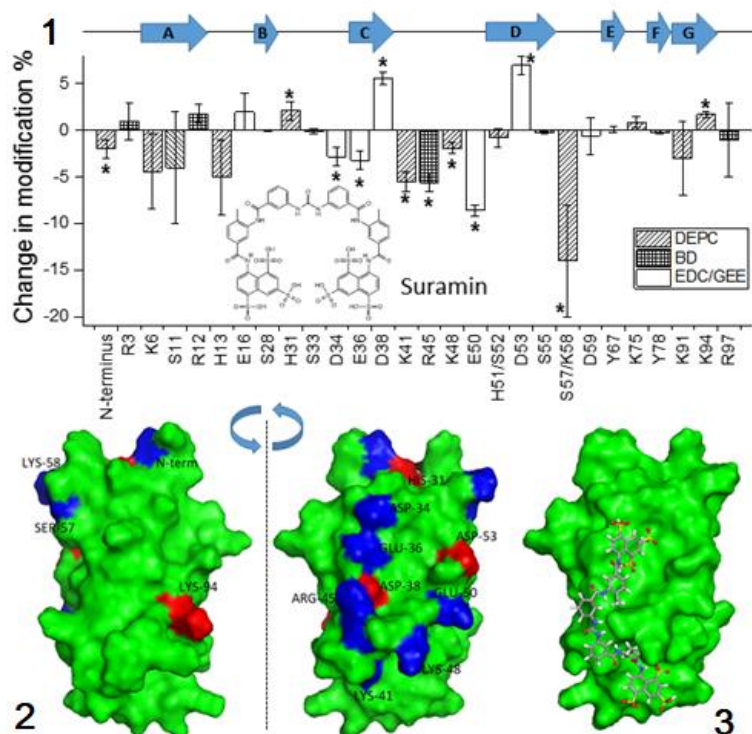 1
A B C D E F G
Change in modification %
5
0
-5
-10
-15
-20
* * * * * * * * * * * *
Suramin
DEPC
BD
EDC/GEE
N-terminus R3 K6 S11 R12 H13 E16 S28 H31 S33 D34 E36 D38 K41 R45 K48 E50 H51/S52 D53 S55 S57/K58 D59 Y67 K75 Y78 K91 K94 R97
LYS-58 N-term
SER-57
LYS-94
HIS-31
ASP-34
GLU-36
ASP-53
ARG-45 ASP-38 GLU-50
LYS-48
LYS-41
2
3